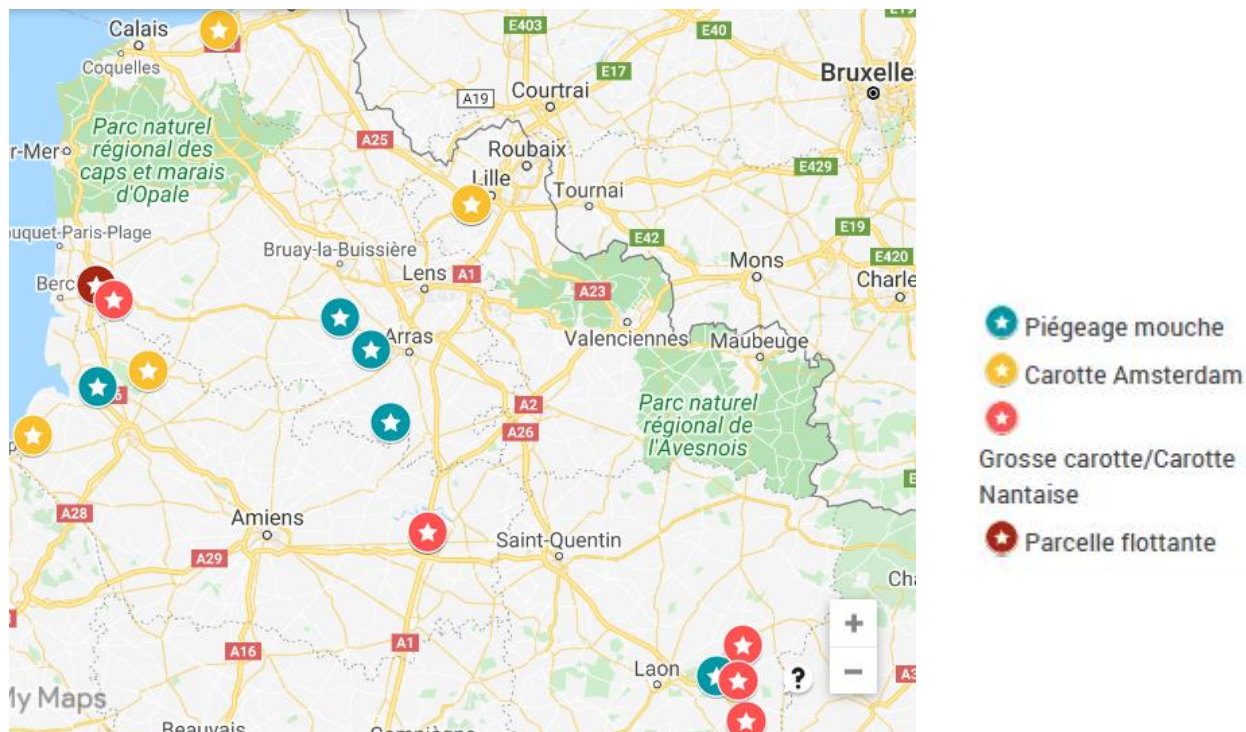 Calais
Coquelles
E403
E40
E17
Bruxelles
A19
Courtrai
Parc naturel
régional des
caps et marais
d'Opale
r-Mer
A25
Roubaix
Lille
E429
Tournai
ouquet-Paris-Plage
E19
Bruay-la-Buissière
E42
Mons
E420
Berc
Lens
A1
Charle
A23
Arras
Valenciennes
Maubeuge
A2
A26
Parc naturel
régional de
l'Avesnois
A28
Amiens
Saint-Quentin
A29
Cha
A1
A16
Laon
?
+
−
My Maps
Beauvais
Compiègne
Piégeage mouche
Carotte Amsterdam
Grosse carotte/Carotte
Nantaise
Parcelle flottante